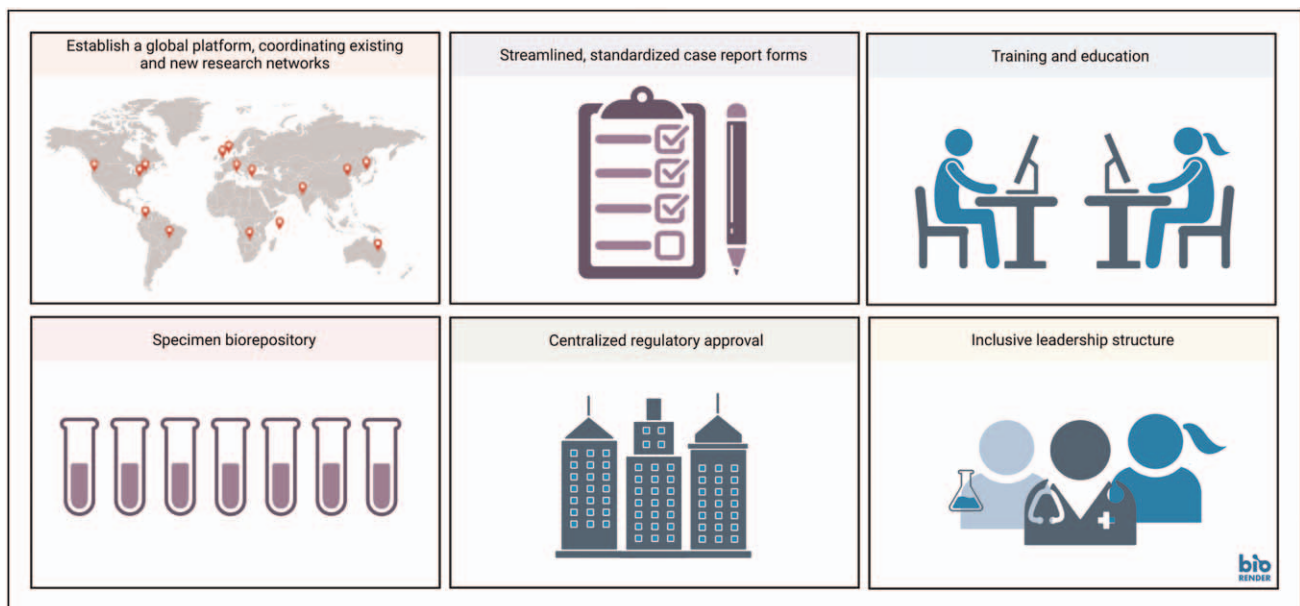 Establish a global platform, coordinating existing
and new research networks
Streamlined, standardized case report forms
Training and education
Specimen biorepository
Centralized regulatory approval
Inclusive leadership structure
bio
RENDER